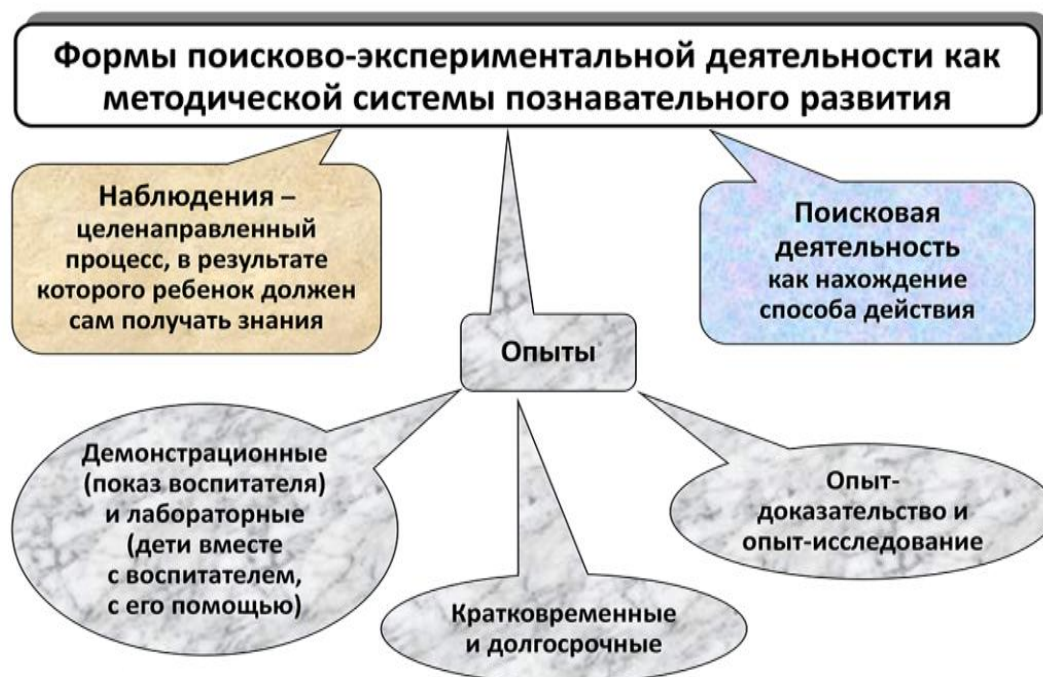 Формы поисково-экспериментальной деятельности как
методической системы познавательного развития
Наблюдения –
целенаправленный
процесс, в результате
которого ребенок должен
сам получать знания
Поисковая
деятельность
как нахождение
способа действия
Опыты
Демонстрационные
(показ воспитателя)
и лабораторные
(дети вместе
с воспитателем,
с его помощью)
Кратковременные
и долгосрочные
Опыт-
доказательство и
опыт-исследование